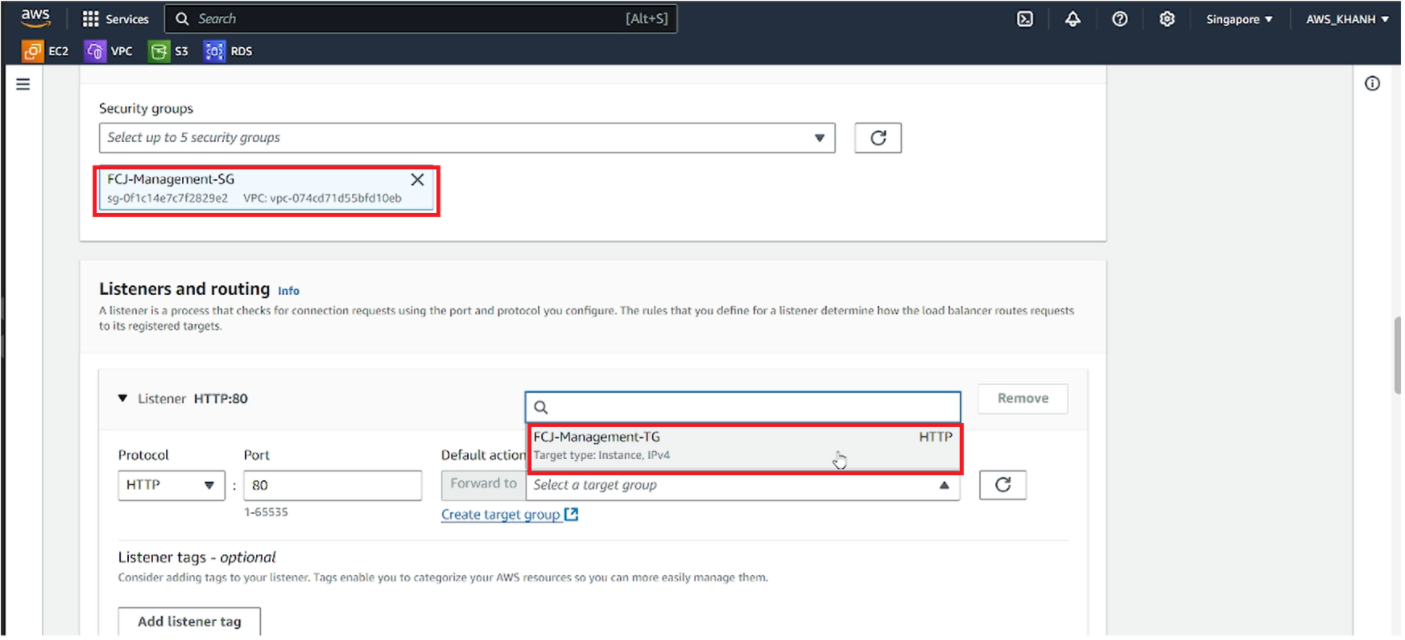 aws Services Search [Alt+S] Singapore ▼ AWS_KHANH ▼
EC2 VPC S3 RDS
Security groups
Select up to 5 security groups
FCJ-Management-SG
sg-0f1c14e7c7f2829e2 VPC: vpc-074cd71d55bfd10eb
Listeners and routing Info
A listener is a process that checks for connection requests using the port and protocol you configure. The rules that you define for a listener determine how the load balancer routes requests
to its registered targets.
▼ Listener HTTP:80
Remove
FCJ-Management-TG HTTP
Target type: Instance, IPv4
Protocol Port Default action
HTTP : 80 Forward to Select a target group
1-65535
Create target group
Listener tags - optional
Consider adding tags to your listener. Tags enable you to categorize your AWS resources so you can more easily manage them.
Add listener tag